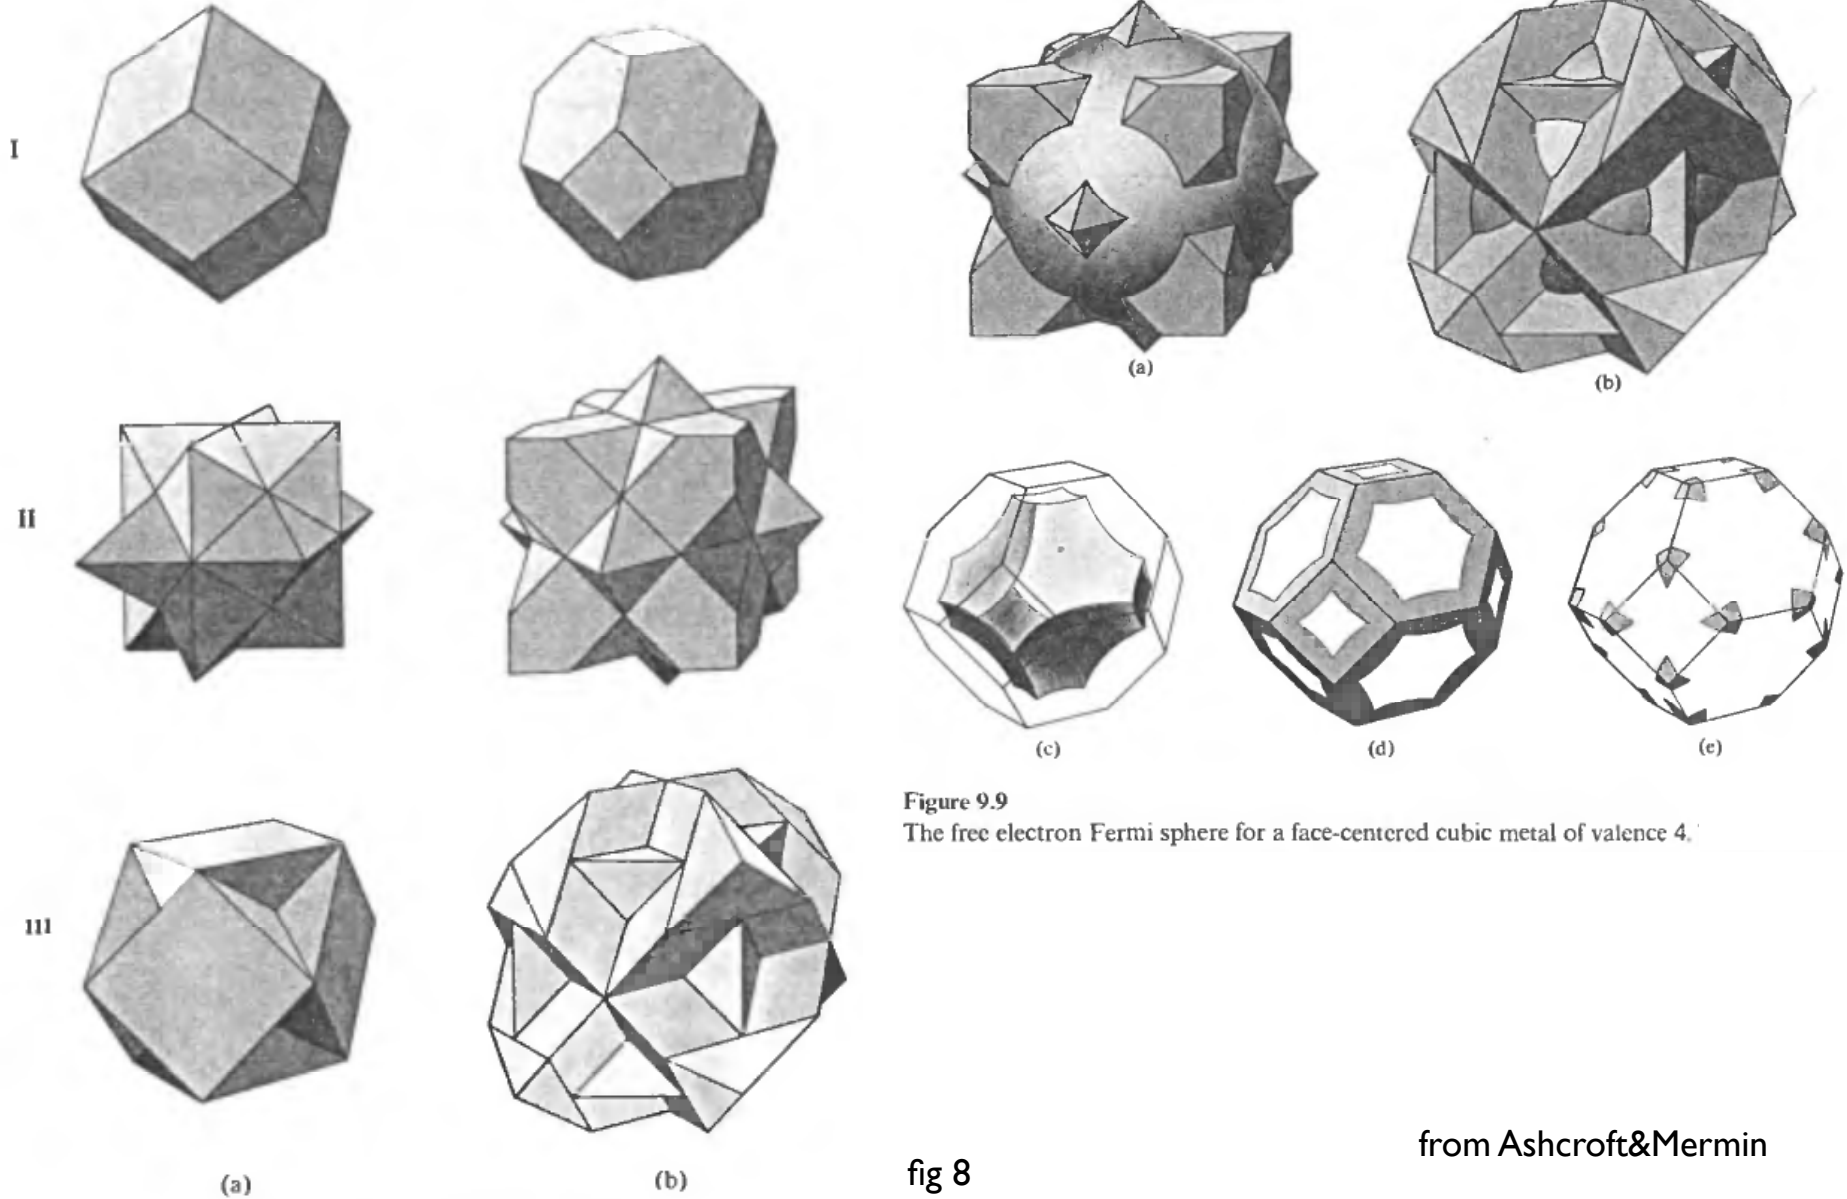 I
II
III
(a)
(b)
(a)
(b)
(c)
(d)
(e)
Figure 9.9
The free electron Fermi sphere for a face-centered cubic metal of valence 4.
fig 8
from Ashcroft&Mermin